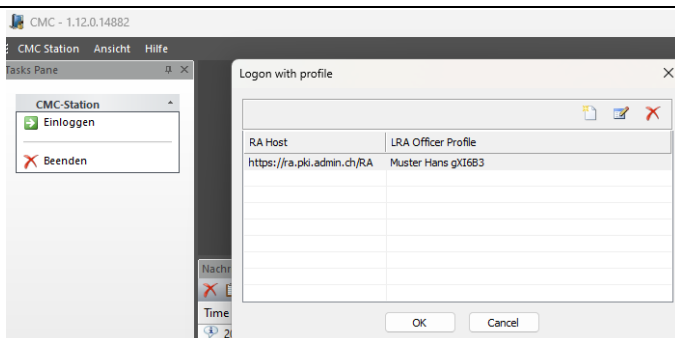 CMC - 1.12.0.14882
CMC Station Ansicht Hilfe
Tasks Pane
CMC-Station
Einloggen
Beenden
Logon with profile
RA Host LRA Officer Profile
https://ra.pki.admin.ch/RA Muster Hans gXI6B3
Nachr
Time
OK Cancel